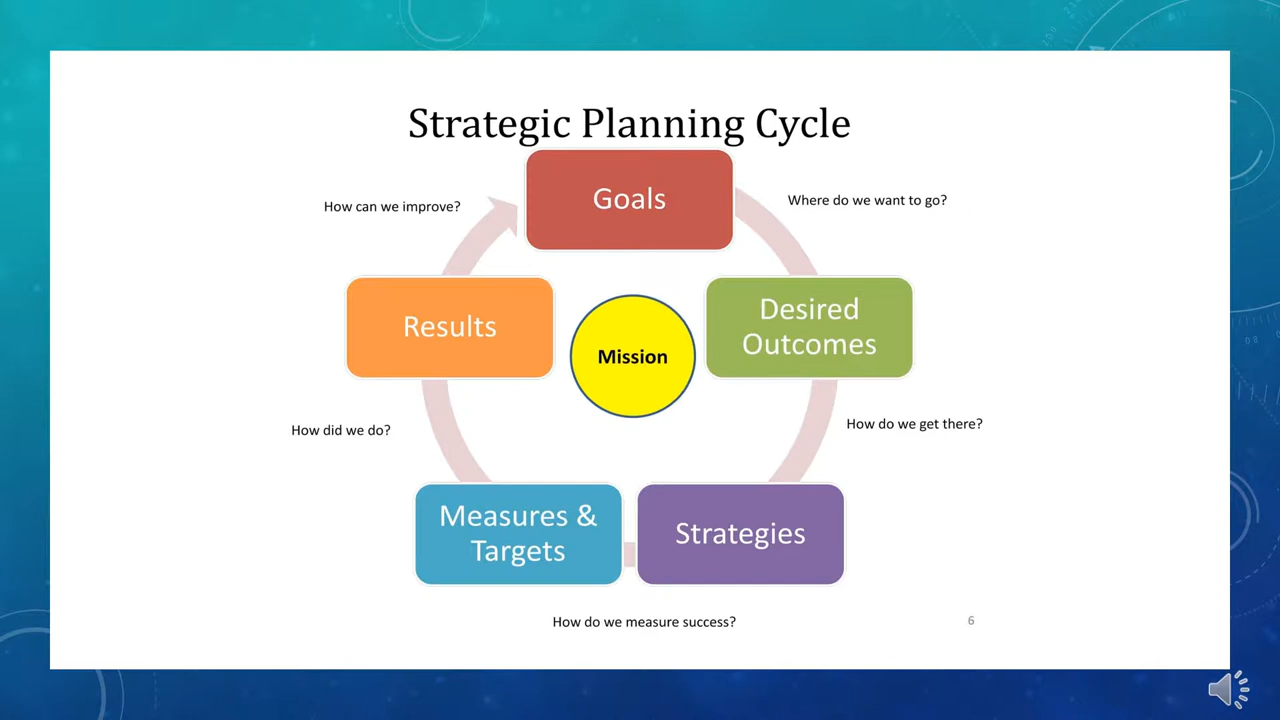 Strategic Planning Cycle
Goals
How can we improve?
Where do we want to go?
Results
Desired
Outcomes
Mission
How did we do?
How do we get there?
Measures &
Targets
Strategies
How do we measure success?
6